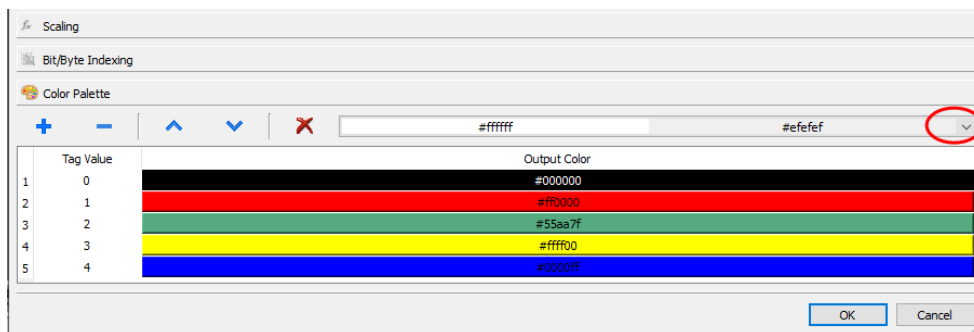 Scaling
Bit/Byte Indexing
Color Palette
#ffffff #efefef
Tag Value Output Color
1 0 #000000
2 1 #ff0000
3 2 #55aa7f
4 3 #ffff00
5 4 #0000ff
OK Cancel